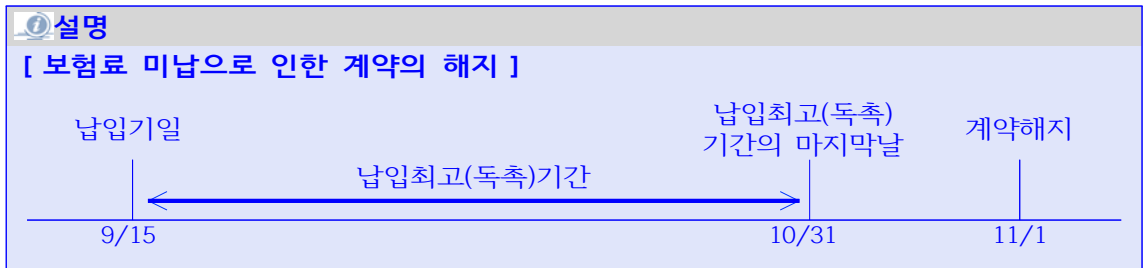 설명
[ 보험료 미납으로 인한 계약의 해지 ]
납입기일
납입최고(독촉)
기간의 마지막날
계약해지
납입최고(독촉)기간
9/15
10/31
11/1